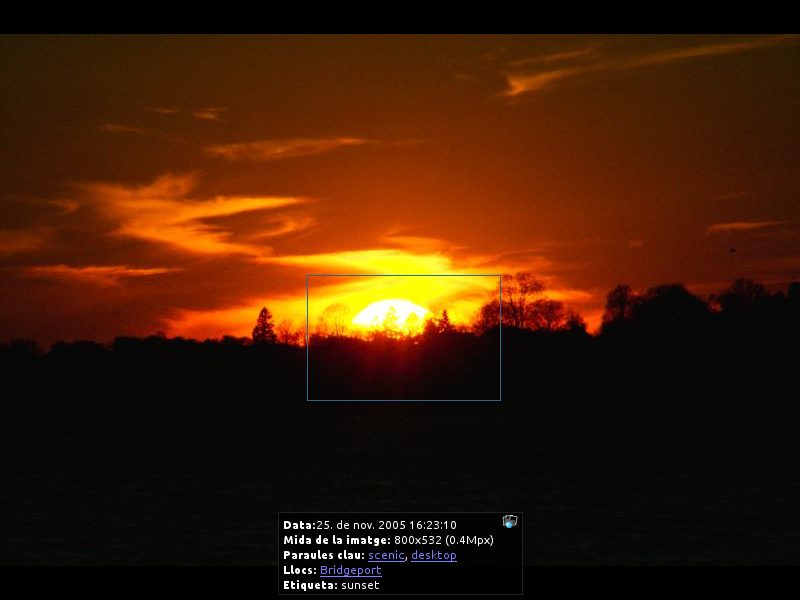 Data:25. de nov. 2005 16:23:10
Mida de la imatge: 800x532 (0.4Mpx)
Paraules clau: scenic, desktop
Llocs: Bridgeport
Etiqueta: sunset